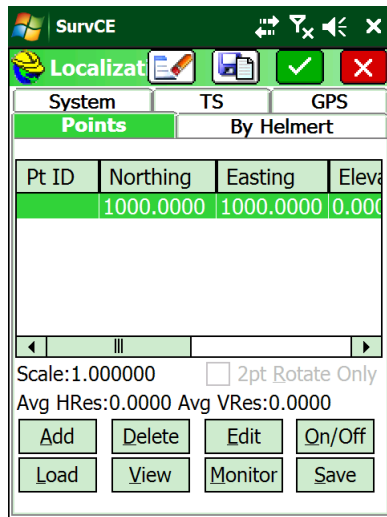 SurvCE
Localizat
System TS GPS
Points By Helmert
Pt ID Northing Easting Eleva
1000.0000 1000.0000 0.000
Scale:1.000000 2pt Rotate Only
Avg HRes:0.0000 Avg VRes:0.0000
Add Delete Edit On/Off
Load View Monitor Save